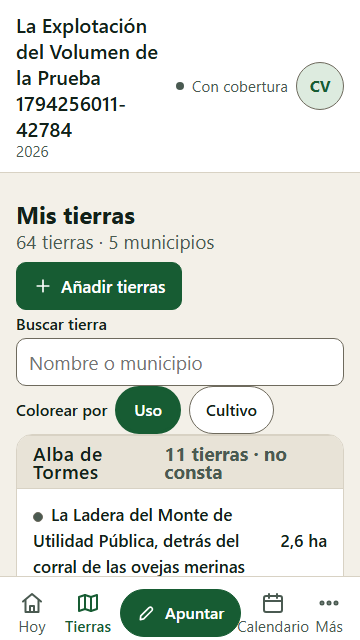 La Explotación
del Volumen de
la Prueba
1794256011-
42784
2026
Con cobertura
CV
Mis tierras
64 tierras · 5 municipios
Añadir tierras
Buscar tierra
Nombre o municipio
Colorear por
Uso
Cultivo
Alba de
Tormes
11 tierras · no
consta
La Ladera del Monte de
Utilidad Pública, detrás del
corral de las ovejas merinas
2,6 ha
Hoy
Tierras
Apuntar
Calendario
Más